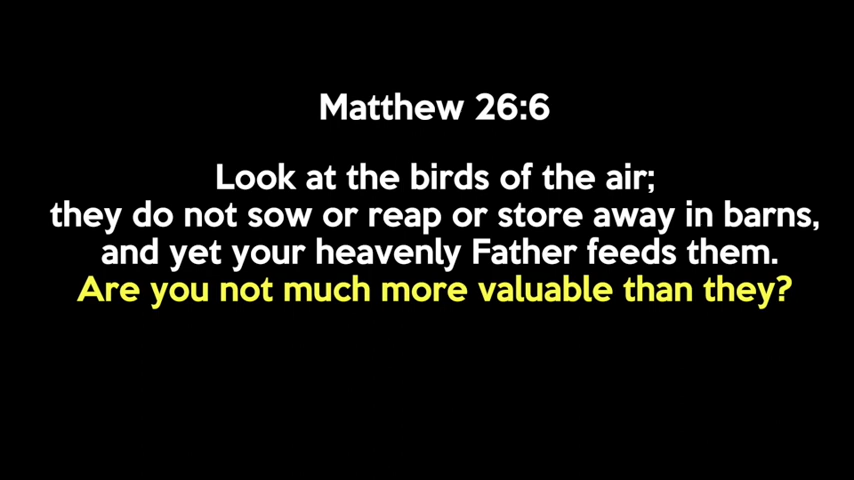 Matthew 26:6
Look at the birds of the air;
they do not sow or reap or store away in barns,
and yet your heavenly Father feeds them.
Are you not much more valuable than they?